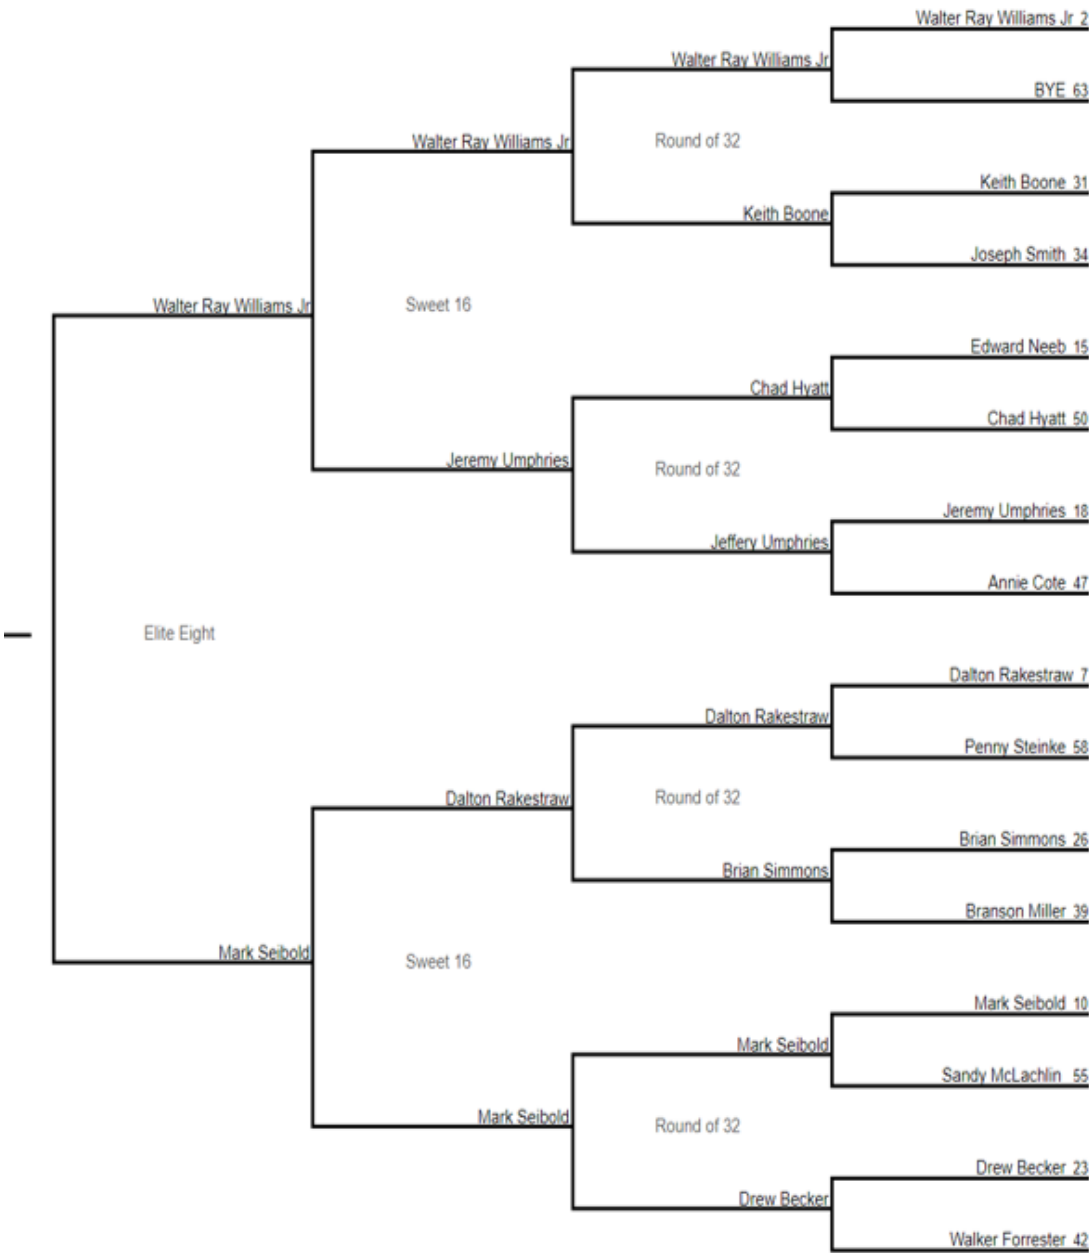 Walter Ray Williams Jr 2
Walter Ray Williams Jr
BYE 63
Walter Ray Williams Jr
Round of 32
Keith Boone 31
Keith Boone
Joseph Smith 34
Walter Ray Williams Jr
Sweet 16
Edward Neeb 15
Chad Hyatt
Chad Hyatt 50
Jeremy Umphries
Round of 32
Jeremy Umphries 18
Jeffery Umphries
Annie Cote 47
Elite Eight
Dalton Rakestraw 7
Dalton Rakestraw
Penny Steinke 58
Dalton Rakestraw
Round of 32
Brian Simmons 26
Brian Simmons
Branson Miller 39
Mark Seibold
Sweet 16
Mark Seibold 10
Mark Seibold
Sandy McLachlin 55
Mark Seibold
Round of 32
Drew Becker 23
Drew Becker
Walker Forrester 42